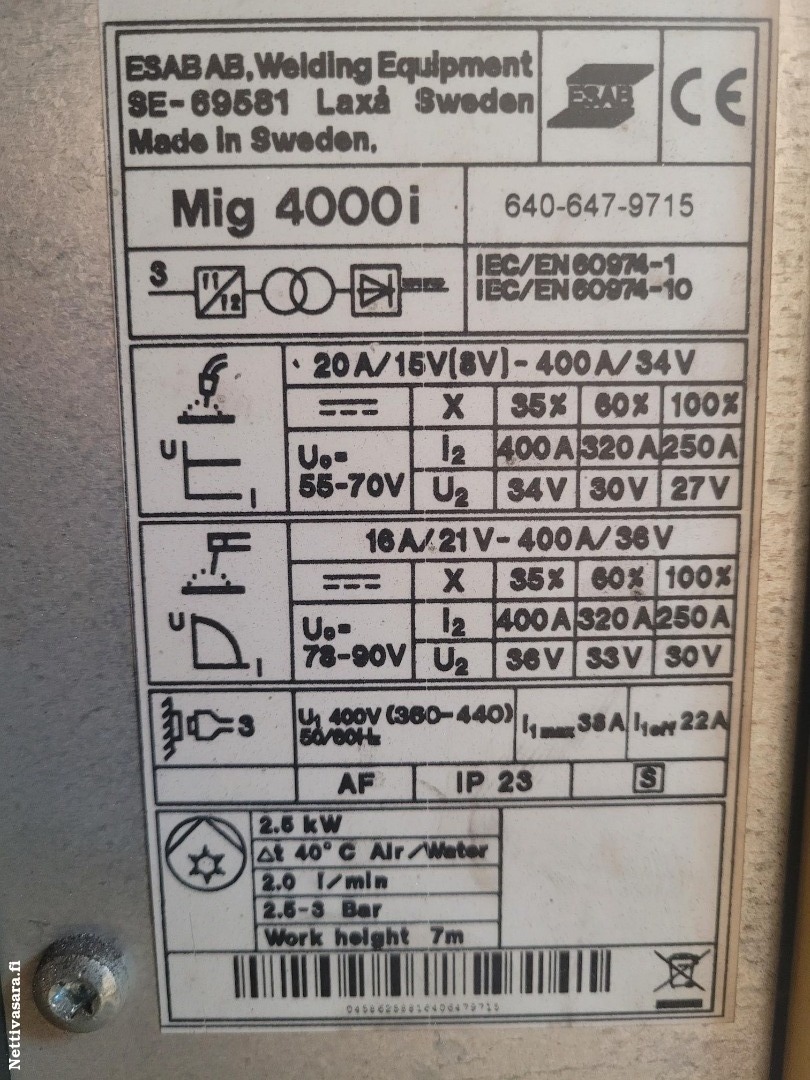 ESAB AB, Welding Equipment
SE-69581 Laxå Sweden
Made in Sweden.
ESAB
CE
Mig 4000i
640-647-9715
S
f1
f2
IEC/EN 60974-1
IEC/EN 60974-10
20A/15V(8V)-400A/34V
X 35% 60% 100%
U₀=
55-70V
I₂ 400A 320A 250A
U₂ 34V 30V 27V
U
I
16A/21V-400A/36V
X 35% 60% 100%
U₀=
78-90V
I₂ 400A 320A 250A
U₂ 36V 33V 30V
U
I
3
U₁ 400V (360-440)
50/60Hz
I₁max 38A
I₁eff 22A
AF
IP 23
S
2.5 kW
Δt 40°C Air/Water
2.0 l/min
2.5-3 Bar
Work height 7m
Nettivasara.fi